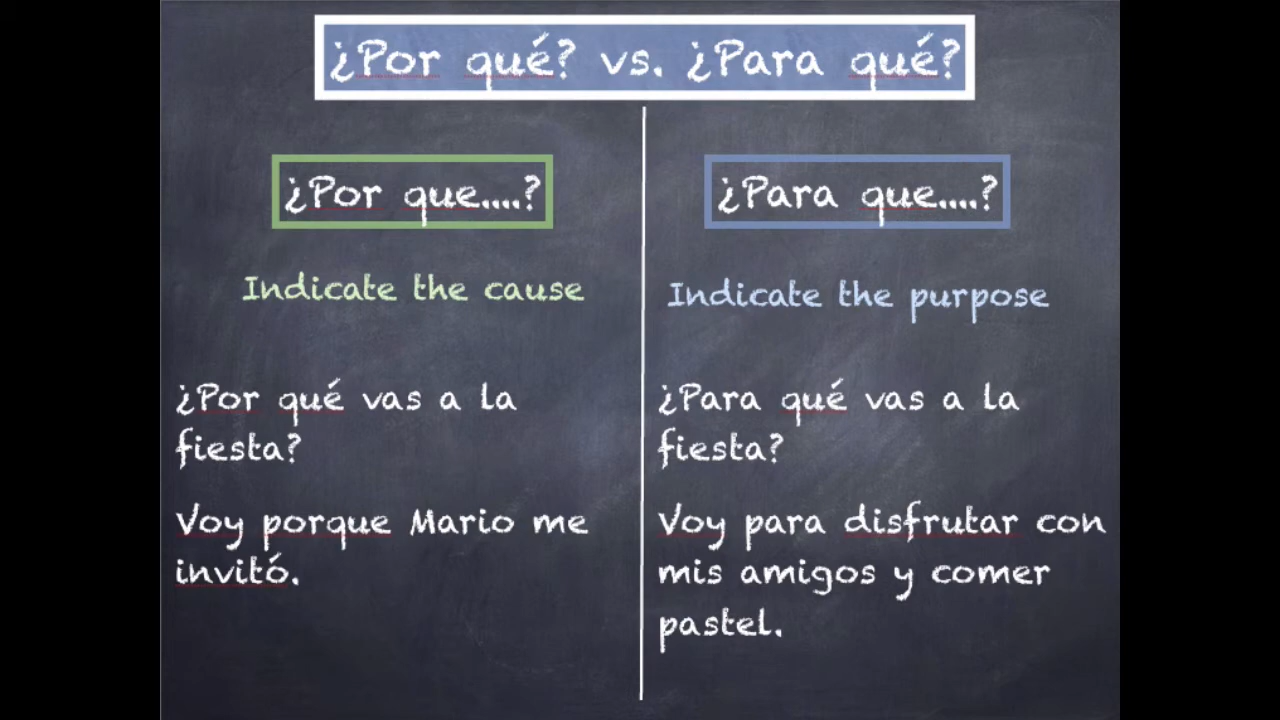 ¿Por qué? vs. ¿Para qué?
¿Por que....?
Indicate the cause
¿Por qué vas a la
fiesta?
Voy porque Mario me
invitó.
¿Para que....?
Indicate the purpose
¿Para qué vas a la
fiesta?
Voy para disfrutar con
mis amigos y comer
pastel.